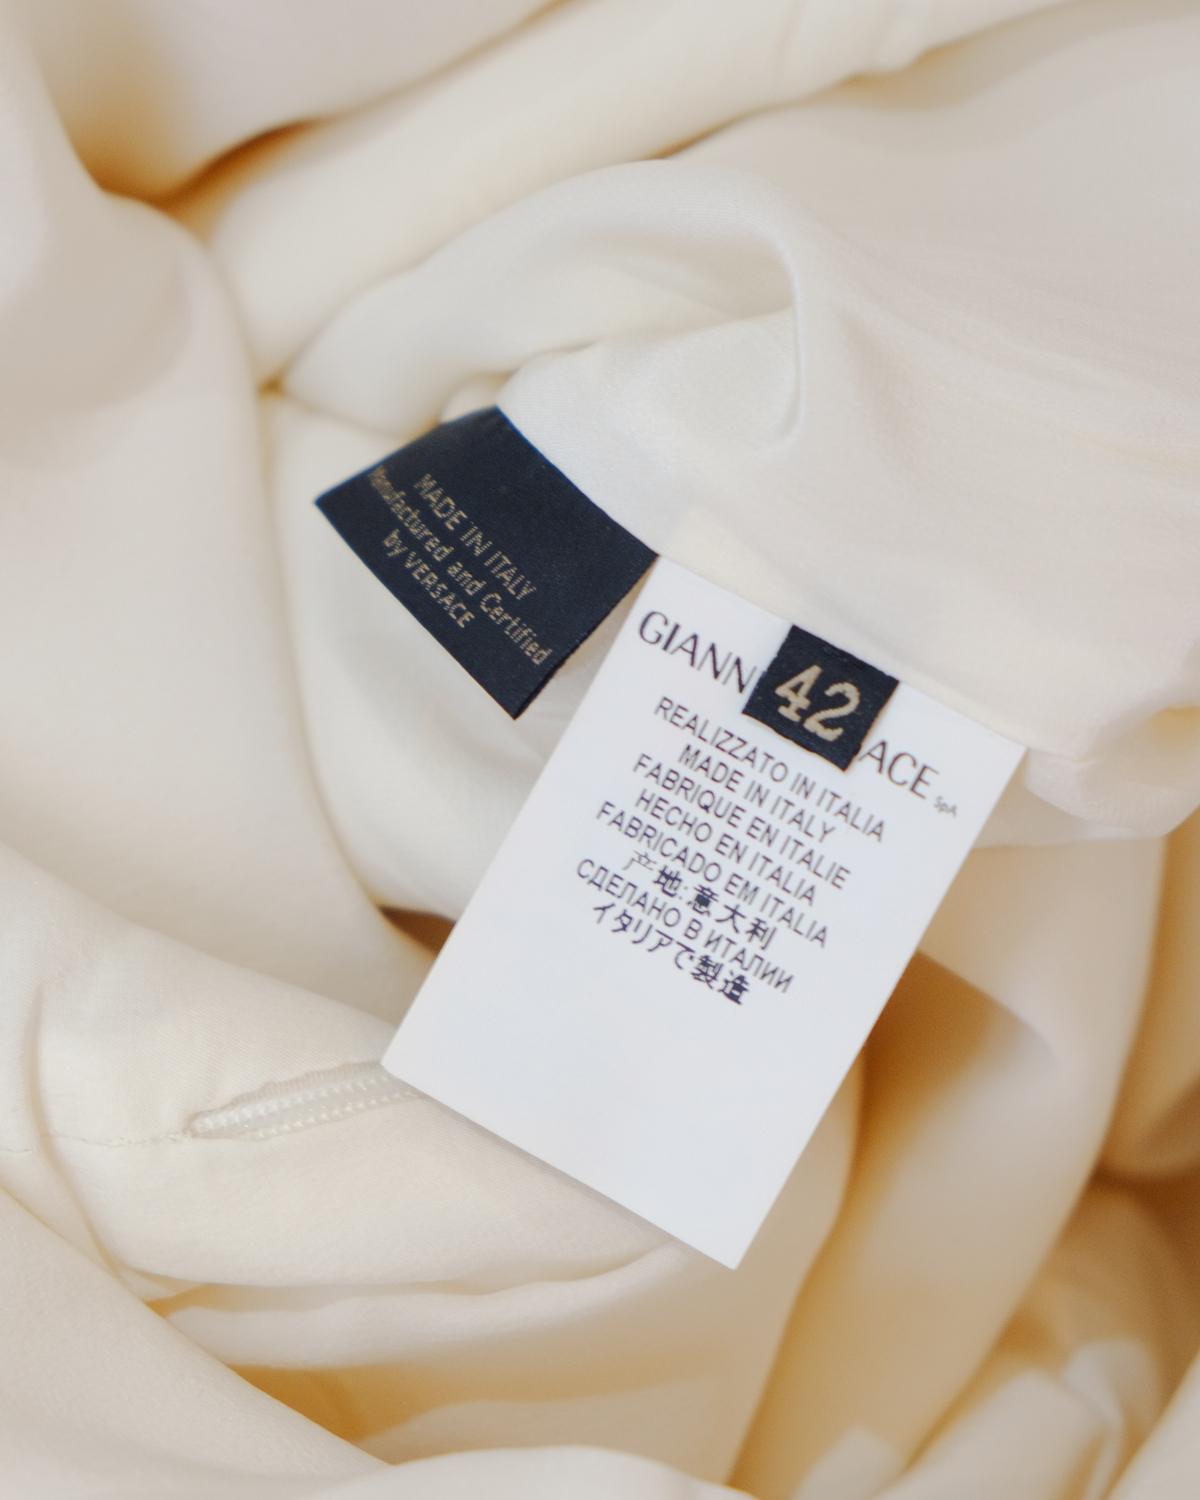 MADE IN ITALY
Manufactured and Certified
by VERSACE
42
GIANN ACE SpA
REALIZZATO IN ITALIA
MADE IN ITALY
FABRIQUE EN ITALIE
HECHO EN ITALIA
FABRICADO EM ITALIA
产地:意大利
СДЕЛАНО В ИТАЛИИ
イタリアで製造